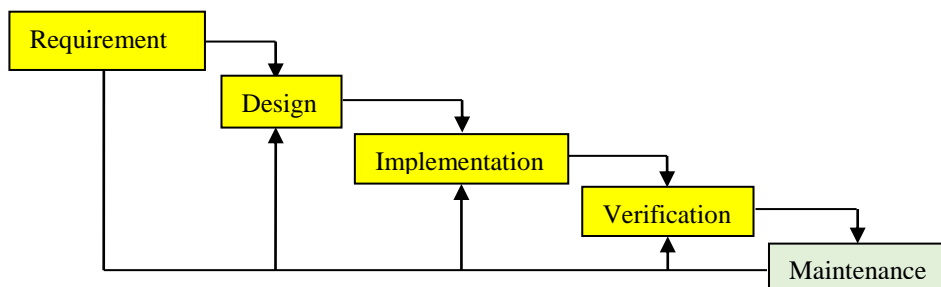 Requirement
Design
Implementation
Verification
Maintenance